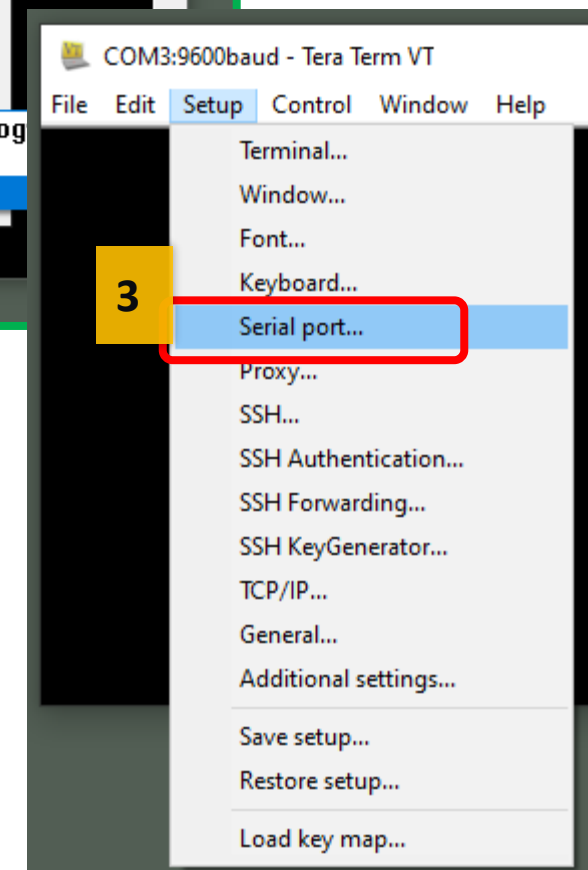 COM3:9600baud - Tera Term VT
File Edit Setup Control Window Help
og
Terminal...
Window...
Font...
Keyboard...
3
Serial port...
Proxy...
SSH...
SSH Authentication...
SSH Forwarding...
SSH KeyGenerator...
TCP/IP...
General...
Additional settings...
Save setup...
Restore setup...
Load key map...